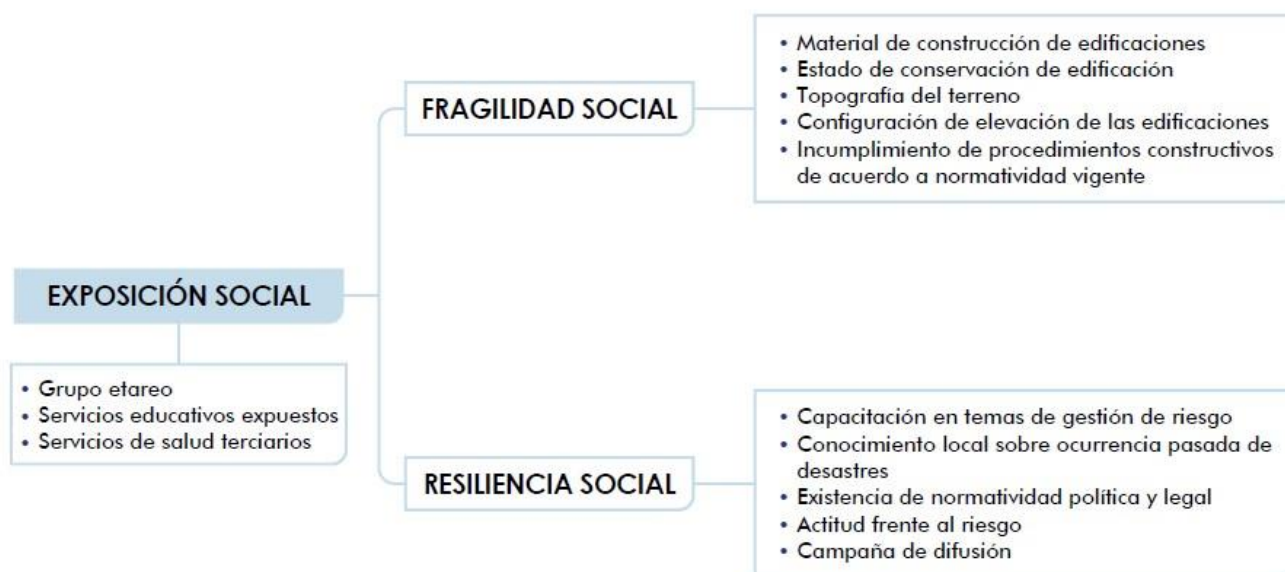 EXPOSICIÓN SOCIAL
• Grupo etareo
• Servicios educativos expuestos
• Servicios de salud terciarios
FRAGILIDAD SOCIAL
• Material de construcción de edificaciones
• Estado de conservación de edificación
• Topografía del terreno
• Configuración de elevación de las edificaciones
• Incumplimiento de procedimientos constructivos
de acuerdo a normatividad vigente
RESILIENCIA SOCIAL
• Capacitación en temas de gestión de riesgo
• Conocimiento local sobre ocurrencia pasada de
desastres
• Existencia de normatividad política y legal
• Actitud frente al riesgo
• Campaña de difusión